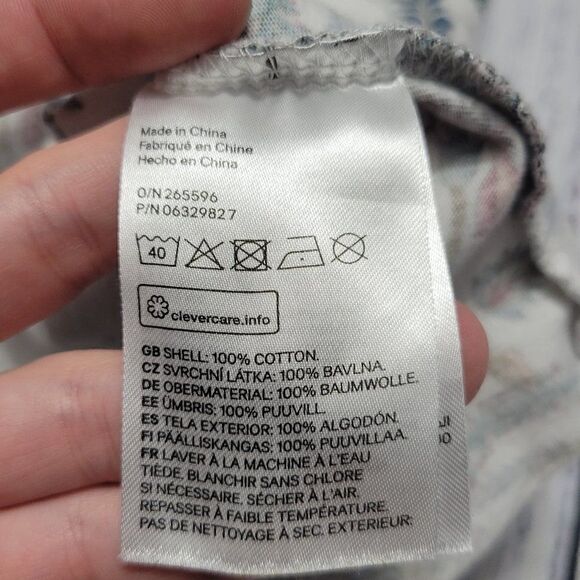 Made in China
Fabriqué en Chine
Hecho en China
O/N 265596
P/N 06329827
40
clevercare.info
GB SHELL: 100% COTTON.
CZ SVRCHNÍ LÁTKA: 100% BAVLNA.
DE OBERMATERIAL: 100% BAUMWOLLE.
EE ÜMBRIS: 100% PUUVILL.
ES TELA EXTERIOR: 100% ALGODÓN.
FI PÄÄLLISKANGAS: 100% PUUVILLAA.
FR LAVER À LA MACHINE À L'EAU
TIÈDE. BLANCHIR SANS CHLORE
SI NÉCESSAIRE. SÉCHER À L'AIR.
REPASSER À FAIBLE TEMPÉRATURE.
PAS DE NETTOYAGE À SEC. EXTERIEUR: